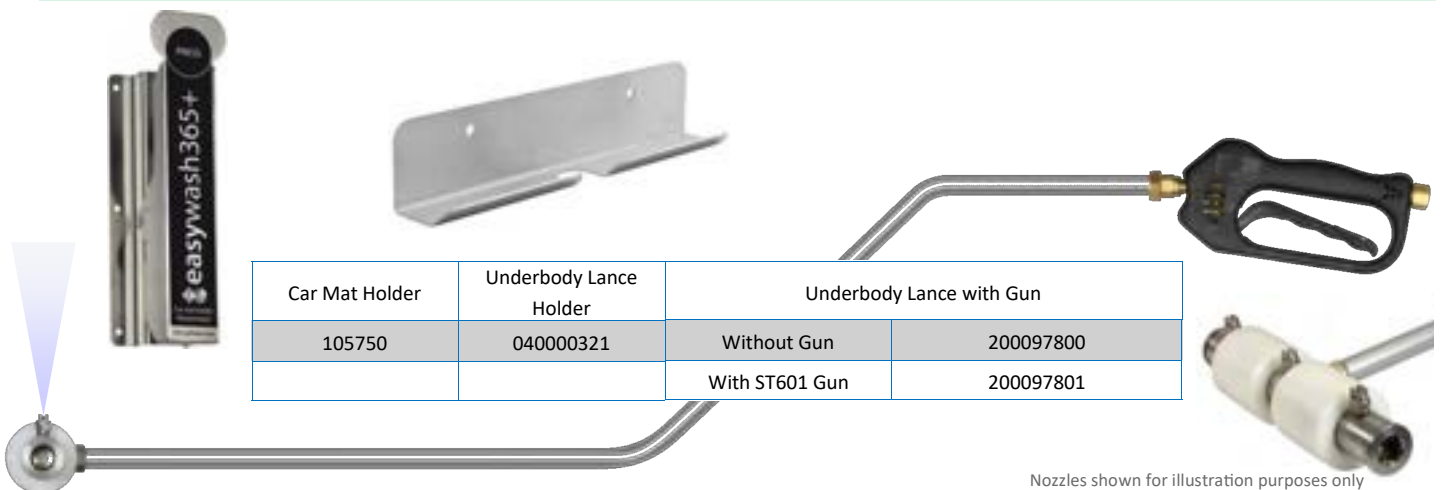 easywash365+
Car Mat Holder
Underbody Lance
Holder
Underbody Lance with Gun
105750
040000321
Without Gun
200097800
With ST601 Gun
200097801
Nozzles shown for illustration purposes only